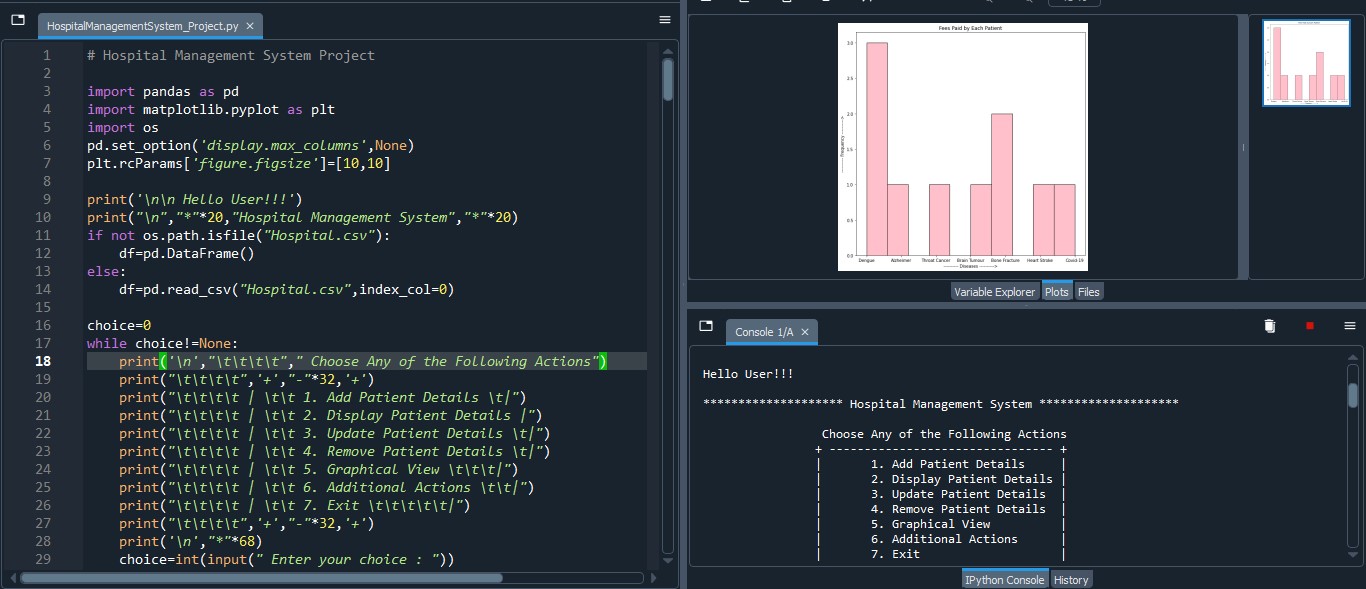 HospitalManagementSystem_Project.py ×
1 # Hospital Management System Project
2
3 import pandas as pd
4 import matplotlib.pyplot as plt
5 import os
6 pd.set_option('display.max_columns',None)
7 plt.rcParams['figure.figsize']=[10,10]
8
9 print('\n\n Hello User!!!')
10 print("\n","*"*20,"Hospital Management System","*"*20)
11 if not os.path.isfile("Hospital.csv"):
12 df=pd.DataFrame()
13 else:
14 df=pd.read_csv("Hospital.csv",index_col=0)
15
16 choice=0
17 while choice!=None:
18 print('\n',"\t\t\t\t"," Choose Any of the Following Actions")
19 print("\t\t\t\t",'+',"-"*32,'+')
20 print("\t\t\t\t | \t\t 1. Add Patient Details \t|")
21 print("\t\t\t\t | \t\t 2. Display Patient Details |")
22 print("\t\t\t\t | \t\t 3. Update Patient Details \t|")
23 print("\t\t\t\t | \t\t 4. Remove Patient Details \t|")
24 print("\t\t\t\t | \t\t 5. Graphical View \t\t\t|")
25 print("\t\t\t\t | \t\t 6. Additional Actions \t\t|")
26 print("\t\t\t\t | \t\t 7. Exit \t\t\t\t\t|")
27 print("\t\t\t\t",'+',"-"*32,'+')
28 print('\n',"*"*68)
29 choice=int(input(" Enter your choice : "))
Fees Paid by Each Patient
3.0
2.5
2.0
1.5
1.0
0.5
0.0
Frequency
Dengue Alzheimer Throat Cancer Brain Tumour Bone Fracture Heart Stroke Covid-19
Diseases
Variable Explorer Plots Files
Console 1/A ×
Hello User!!!
******************** Hospital Management System ********************
Choose Any of the Following Actions
+ -------------------------------- +
| 1. Add Patient Details |
| 2. Display Patient Details |
| 3. Update Patient Details |
| 4. Remove Patient Details |
| 5. Graphical View |
| 6. Additional Actions |
| 7. Exit |
IPython Console History